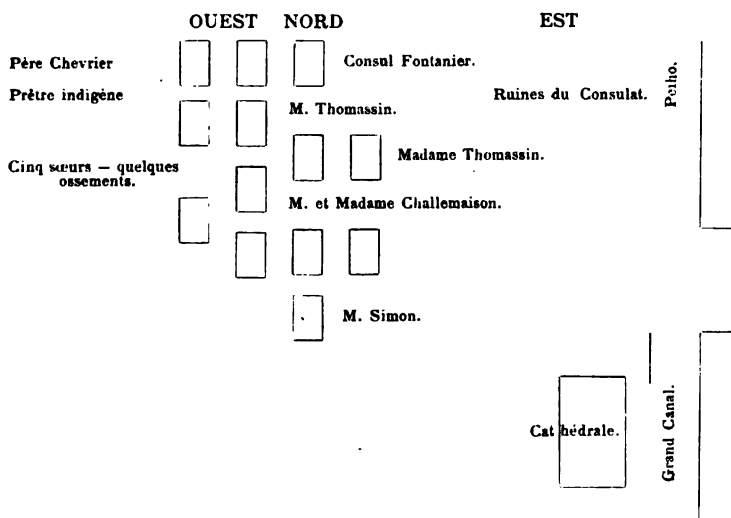 OUEST NORD EST
Père Chevrier
Consul Fontanier.
Prêtre indigène
Ruines du Consulat.
Peiho.
M. Thomassin.
Madame Thomassin.
Cinq sœurs — quelques
ossements.
M. et Madame Challemaison.
M. Simon.
Cathédrale.
Grand Canal.